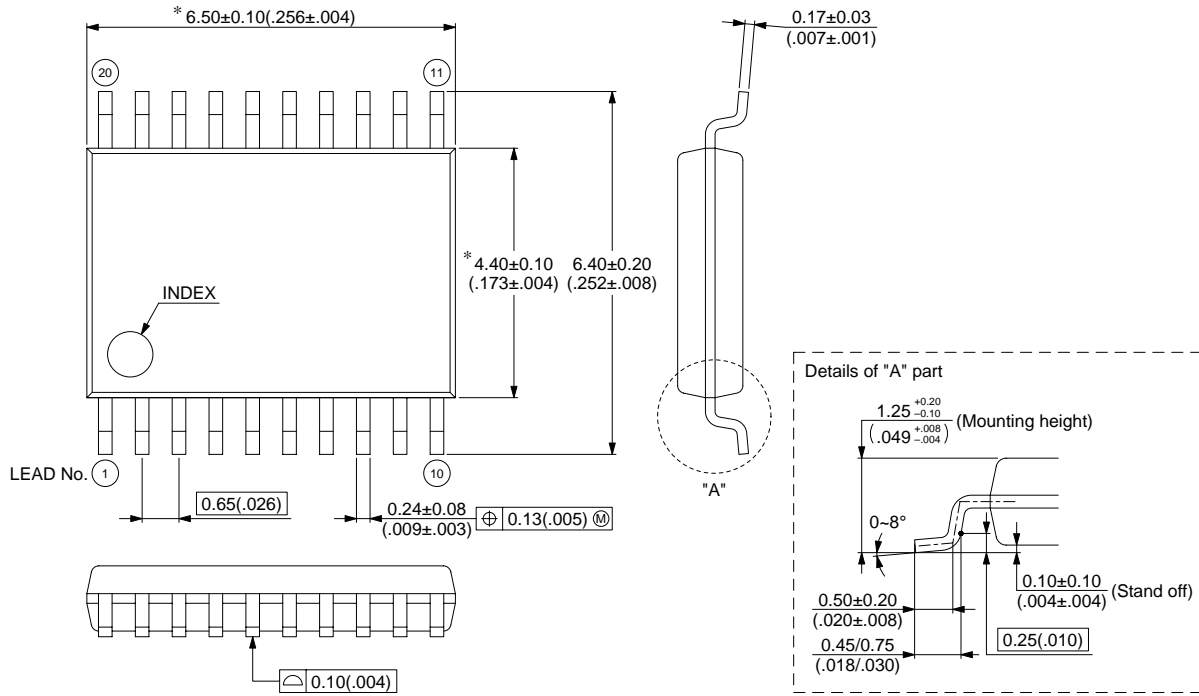 * 6.50±0.10(.256±.004)
0.17±0.03
(.007±.001)
20
11
* 4.40±0.10
(.173±.004)
6.40±0.20
(.252±.008)
INDEX
LEAD No.
1
10
"A"
0.65(.026)
0.24±0.08
(.009±.003)
⌖ 0.13(.005) Ⓜ
⌓ 0.10(.004)
Details of "A" part
1.25 +0.20 −0.10 (Mounting height)
(.049 +.008 −.004)
0~8°
0.50±0.20
(.020±.008)
0.45/0.75
(.018/.030)
0.10±0.10
(.004±.004)
(Stand off)
0.25(.010)